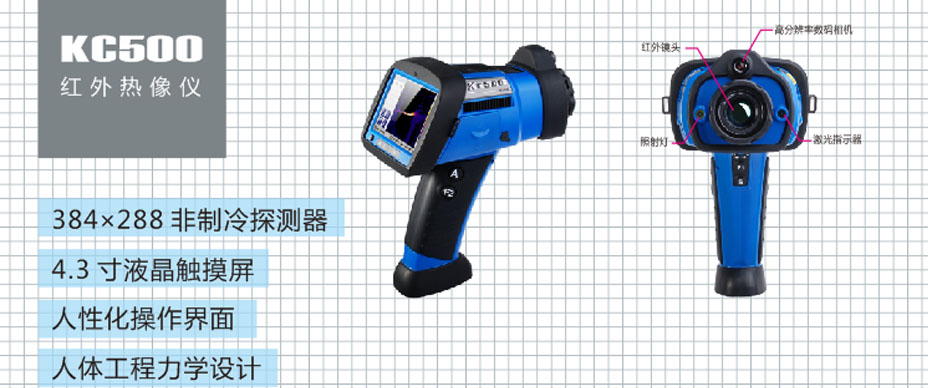 KC500
红外热像仪
高分辨率数码相机
红外镜头
KC500
照射灯
激光指示器
A
F2
384×288 非制冷探测器
4.3 寸液晶触摸屏
人性化操作界面
人体工程力学设计